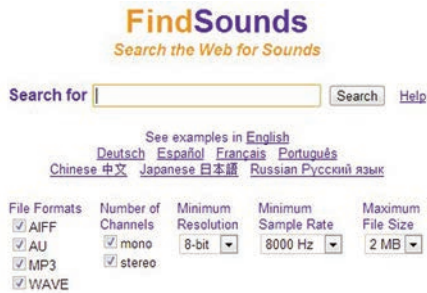 FindSounds
Search the Web for Sounds
Search for Search Help
See examples in English
Deutsch Español Français Português
Chinese 中文 Japanese 日本語 Russian Русский язык
File Formats Number of Channels Minimum Resolution Minimum Sample Rate Maximum File Size
AIFF mono 8-bit 8000 Hz 2 MB
AU stereo
MP3
WAVE